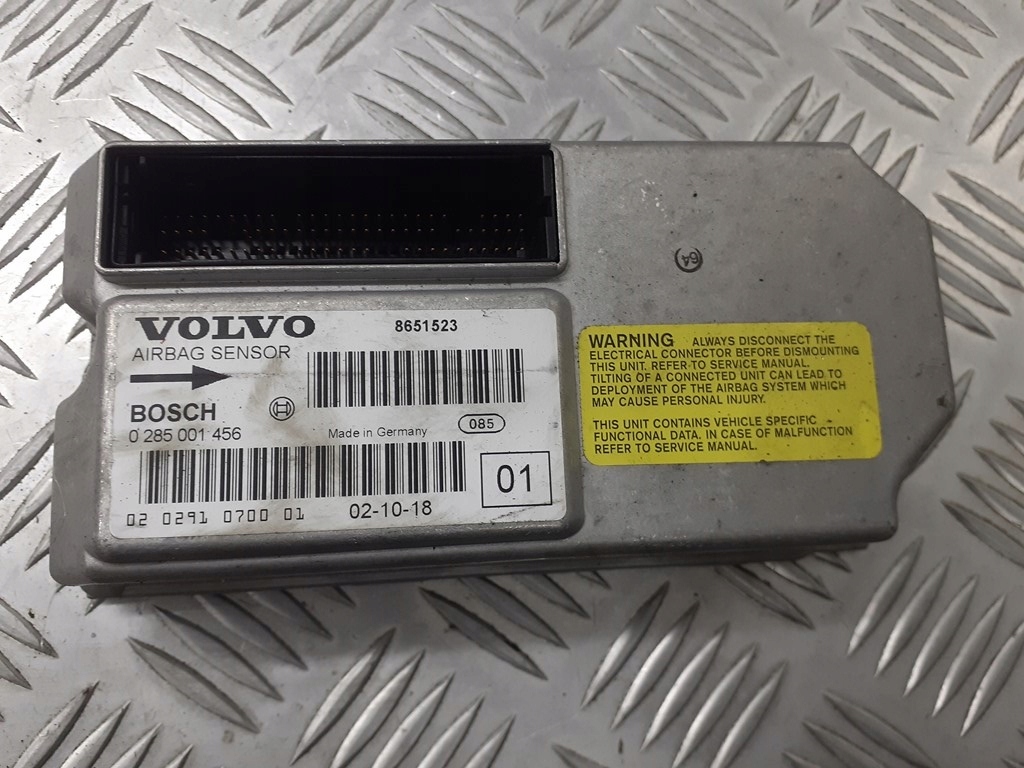 64
VOLVO 8651523
AIRBAG SENSOR
BOSCH
0 285 001 456
Made in Germany
085
01
02 0291 0700 01
02-10-18
WARNING ALWAYS DISCONNECT THE
ELECTRICAL CONNECTOR BEFORE DISMOUNTING
THIS UNIT. REFER TO SERVICE MANUAL.
TILTING OF A CONNECTED UNIT CAN LEAD TO
DEPLOYMENT OF THE AIRBAG SYSTEM WHICH
MAY CAUSE PERSONAL INJURY.
THIS UNIT CONTAINS VEHICLE SPECIFIC
FUNCTIONAL DATA. IN CASE OF MALFUNCTION
REFER TO SERVICE MANUAL.